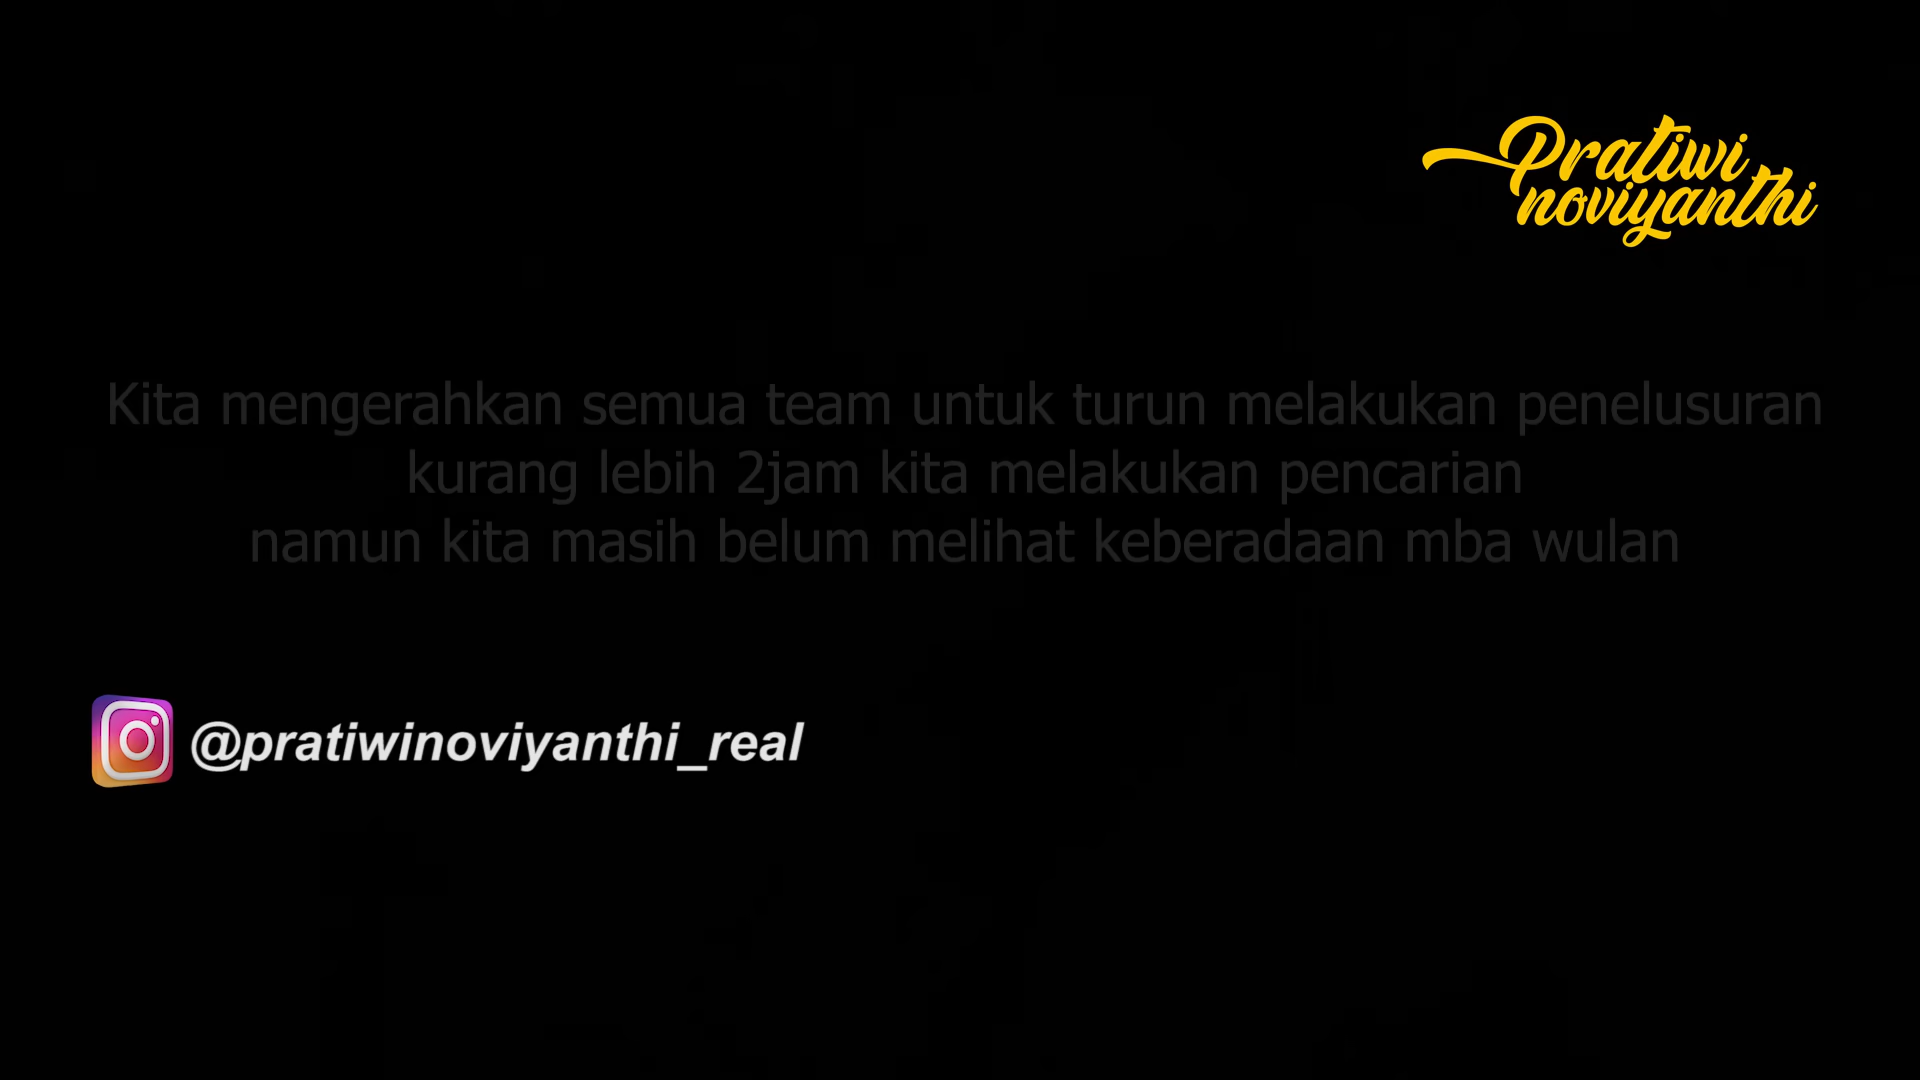 Pratiwi
noviyanthi
Kita mengerahkan semua team untuk turun melakukan penelusuran
kurang lebih 2jam kita melakukan pencarian
namun kita masih belum melihat keberadaan mba wulan
@pratiwinoviyanthi_real